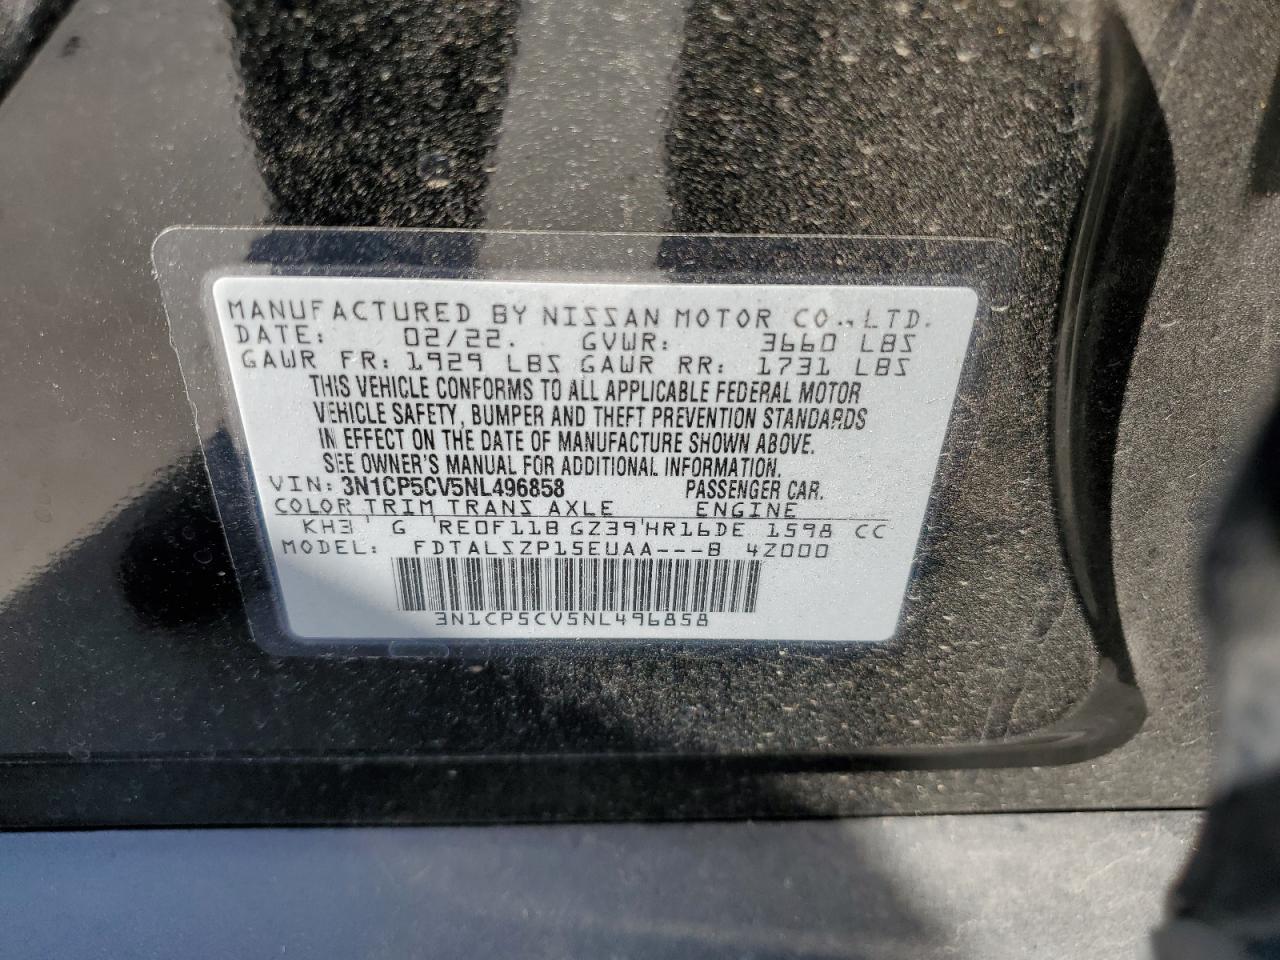 MANUFACTURED BY NISSAN MOTOR CO., LTD.
DATE: 02/22. GVWR: 3660 LBS
GAWR FR: 1929 LBS GAWR RR: 1731 LBS
THIS VEHICLE CONFORMS TO ALL APPLICABLE FEDERAL MOTOR
VEHICLE SAFETY, BUMPER AND THEFT PREVENTION STANDARDS
IN EFFECT ON THE DATE OF MANUFACTURE SHOWN ABOVE.
SEE OWNER'S MANUAL FOR ADDITIONAL INFORMATION.
VIN: 3N1CP5CV5NL496858 PASSENGER CAR.
COLOR TRIM TRANS AXLE ENGINE
KH3 G RE0F11B GZ39 HR16DE 1598 CC
MODEL: FDTALSZP15EUAA---B 4Z000
3N1CP5CV5NL496858